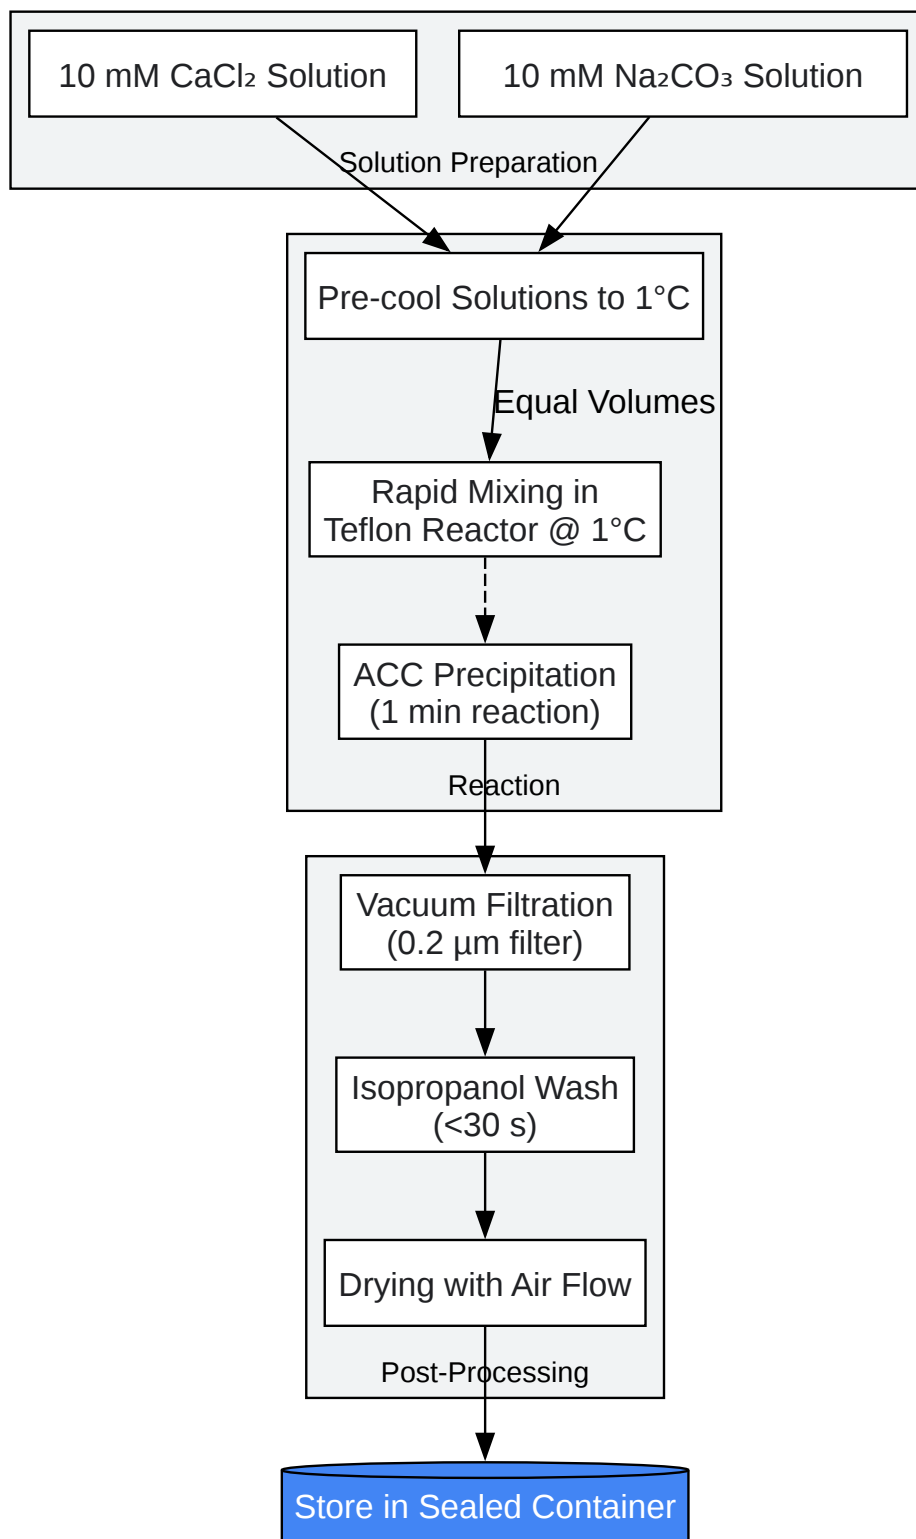 10 mM CaCl₂ Solution
10 mM Na₂CO₃ Solution
Solution Preparation
Pre-cool Solutions to 1°C
Equal Volumes
Rapid Mixing in
Teflon Reactor @ 1°C
ACC Precipitation
(1 min reaction)
Reaction
Vacuum Filtration
(0.2 µm filter)
Isopropanol Wash
(<30 s)
Drying with Air Flow
Post-Processing
Store in Sealed Container